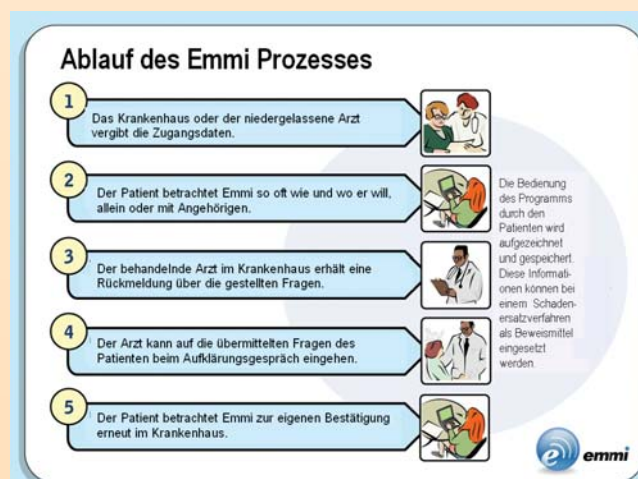 Ablauf des Emmi Prozesses
1
Das Krankenhaus oder der niedergelassene Arzt
vergibt die Zugangsdaten.
2
Der Patient betrachtet Emmi so oft wie und wo er will,
allein oder mit Angehörigen.
3
Der behandelnde Arzt im Krankenhaus erhält eine
Rückmeldung über die gestellten Fragen.
4
Der Arzt kann auf die übermittelten Fragen des
Patienten beim Aufklärungsgespräch eingehen.
5
Der Patient betrachtet Emmi zur eigenen Bestätigung
erneut im Krankenhaus.
Die Bedienung
des Programms
durch den
Patienten wird
aufgezeichnet
und gespeichert.
Diese Informati-
onen können bei
einem Schaden-
ersatzverfahren
als Beweismittel
eingesetzt
werden.
e emmi